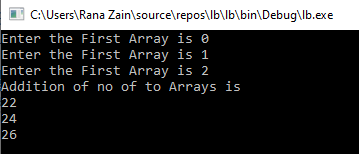 C:\Users\Rana Zain\source\repos\lb\lb\bin\Debug\lb.exe
Enter the First Array is 0
Enter the First Array is 1
Enter the First Array is 2
Addition of no of to Arrays is
22
24
26